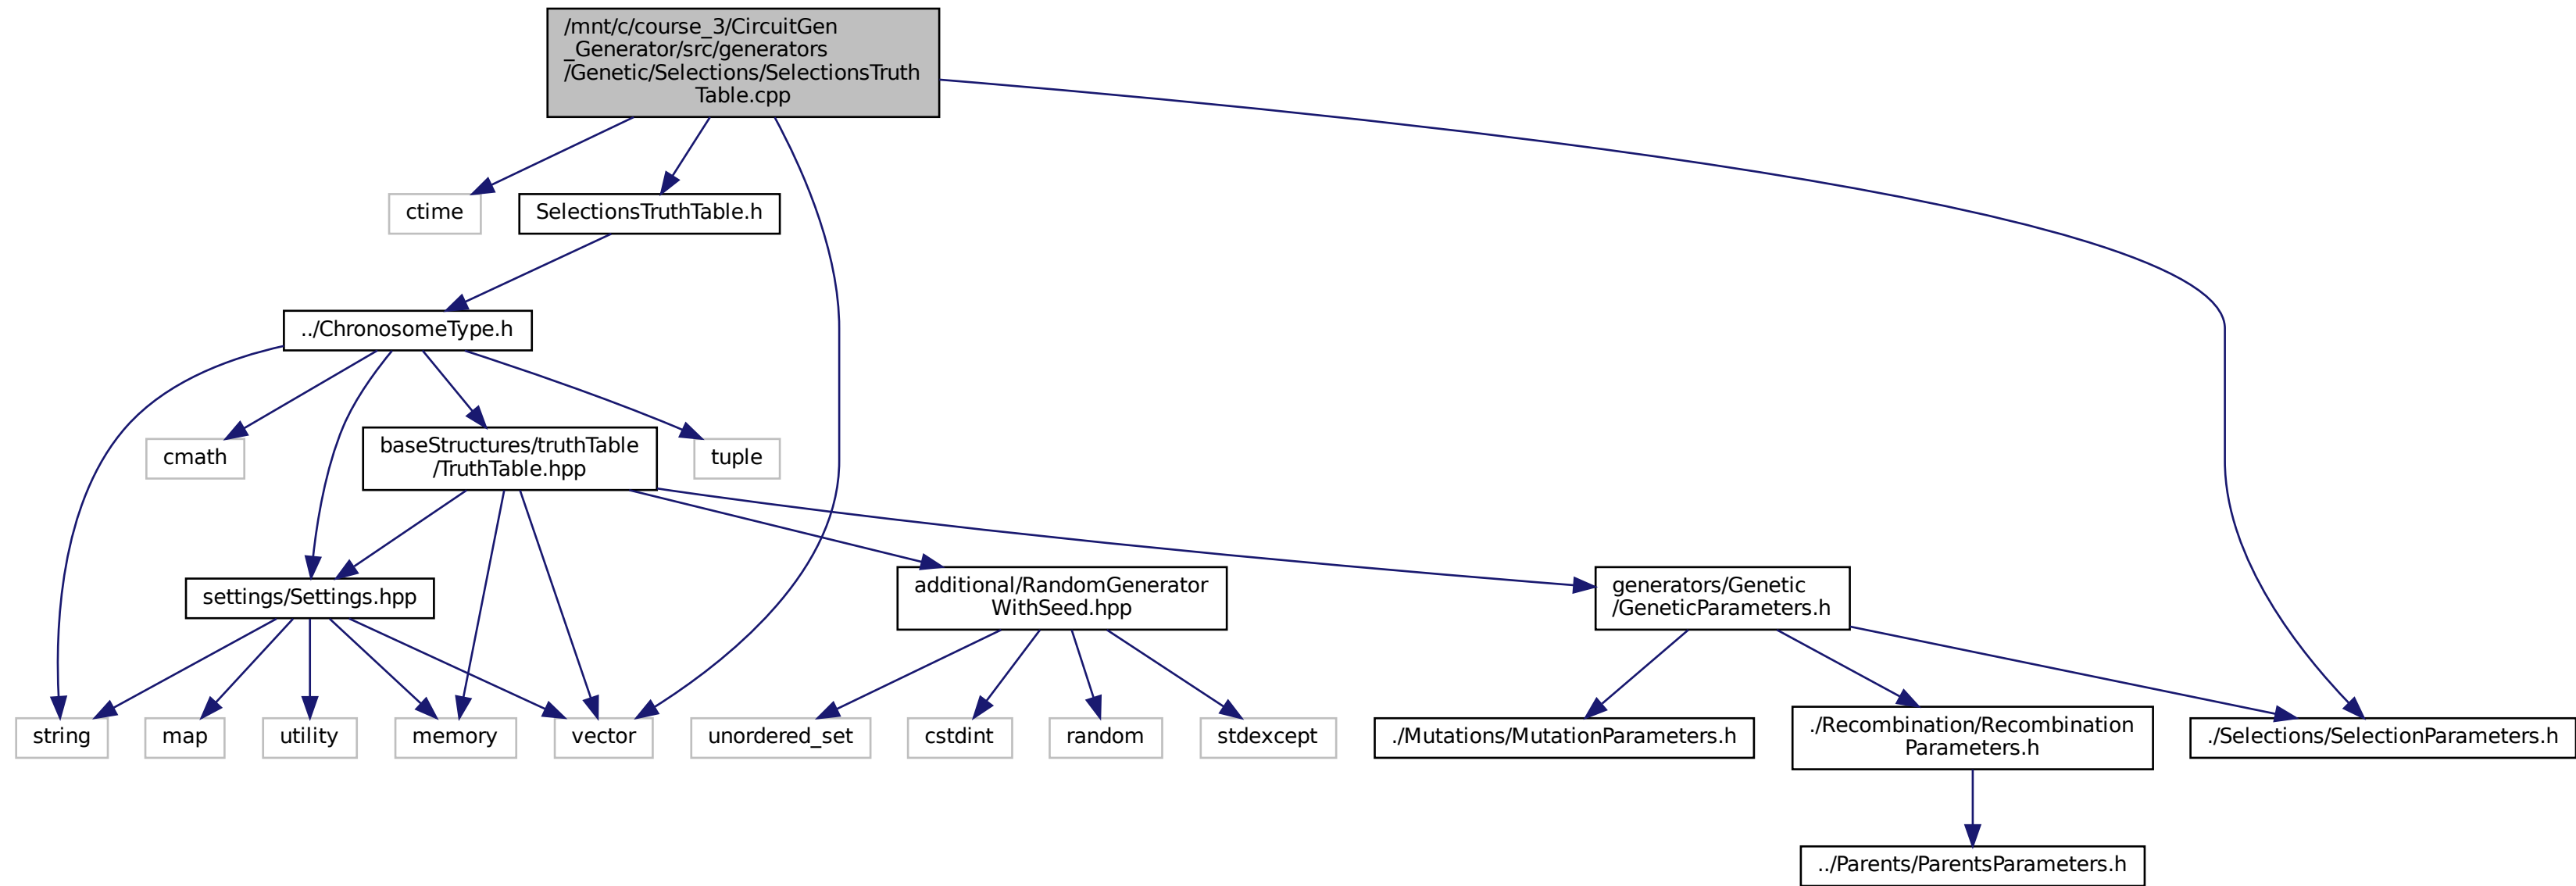 /mnt/c/course_3/CircuitGen
_Generator/src/generators
/Genetic/Selections/SelectionsTruth
Table.cpp
ctime
SelectionsTruthTable.h
../ChronosomeType.h
cmath
baseStructures/truthTable
/TruthTable.hpp
tuple
settings/Settings.hpp
additional/RandomGenerator
WithSeed.hpp
generators/Genetic
/GeneticParameters.h
string
map
utility
memory
vector
unordered_set
cstdint
random
stdexcept
./Mutations/MutationParameters.h
./Recombination/Recombination
Parameters.h
./Selections/SelectionParameters.h
../Parents/ParentsParameters.h